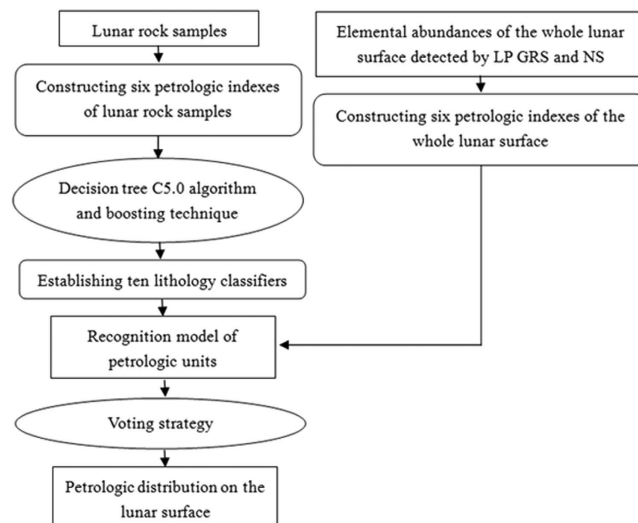 Lunar rock samples
Elemental abundances of the whole lunar
surface detected by LP GRS and NS
Constructing six petrologic indexes
of lunar rock samples
Constructing six petrologic indexes of the
whole lunar surface
Decision tree C5.0 algorithm
and boosting technique
Establishing ten lithology classifiers
Recognition model of
petrologic units
Voting strategy
Petrologic distribution on the
lunar surface